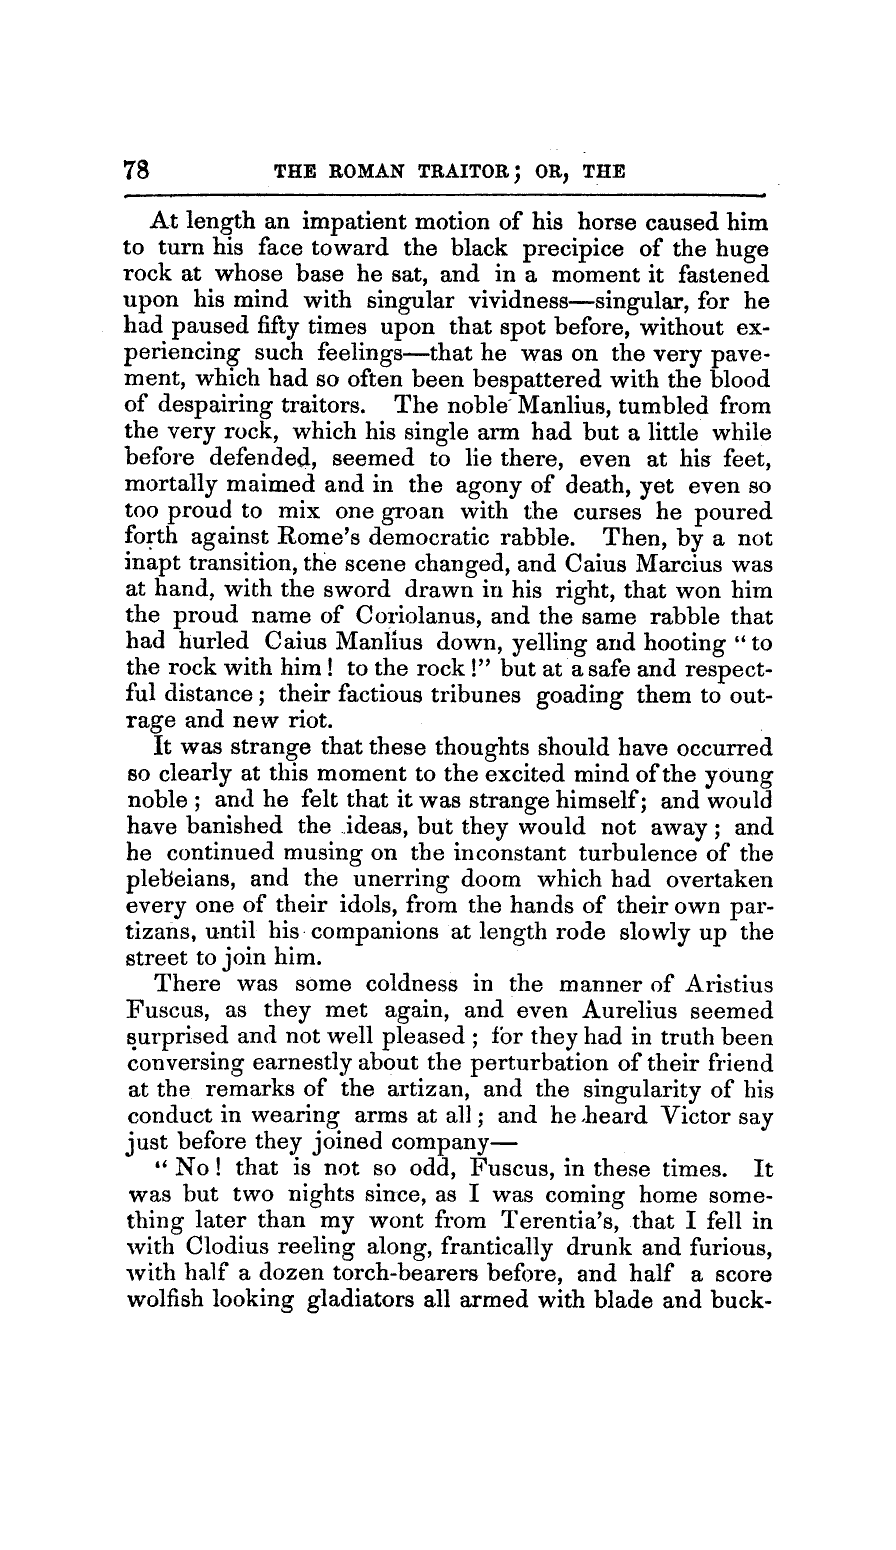 78 THE ROMAN TRAITOR; OR, THE
At length an impatient motion of his horse caused him
to turn his face toward the black precipice of the huge
rock at whose base he sat, and in a moment it fastened
upon his mind with singular vividness—singular, for he
had paused fifty times upon that spot before, without ex-
periencing such feelings—that he was on the very pave-
ment, which had so often been bespattered with the blood
of despairing traitors. The noble Manlius, tumbled from
the very rock, which his single arm had but a little while
before defended, seemed to lie there, even at his feet,
mortally maimed and in the agony of death, yet even so
too proud to mix one groan with the curses he poured
forth against Rome's democratic rabble. Then, by a not
inapt transition, the scene changed, and Caius Marcius was
at hand, with the sword drawn in his right, that won him
the proud name of Coriolanus, and the same rabble that
had hurled Caius Manlius down, yelling and hooting "to
the rock with him! to the rock!" but at a safe and respect-
ful distance; their factious tribunes goading them to out-
rage and new riot.
It was strange that these thoughts should have occurred
so clearly at this moment to the excited mind of the young
noble; and he felt that it was strange himself; and would
have banished the ideas, but they would not away; and
he continued musing on the inconstant turbulence of the
plebeians, and the unerring doom which had overtaken
every one of their idols, from the hands of their own par-
tizans, until his companions at length rode slowly up the
street to join him.
There was some coldness in the manner of Aristius
Fuscus, as they met again, and even Aurelius seemed
surprised and not well pleased; for they had in truth been
conversing earnestly about the perturbation of their friend
at the remarks of the artizan, and the singularity of his
conduct in wearing arms at all; and he heard Victor say
just before they joined company—
"No! that is not so odd, Fuscus, in these times. It
was but two nights since, as I was coming home some-
thing later than my wont from Terentia's, that I fell in
with Clodius reeling along, frantically drunk and furious,
with half a dozen torch-bearers before, and half a score
wolfish looking gladiators all armed with blade and buck-